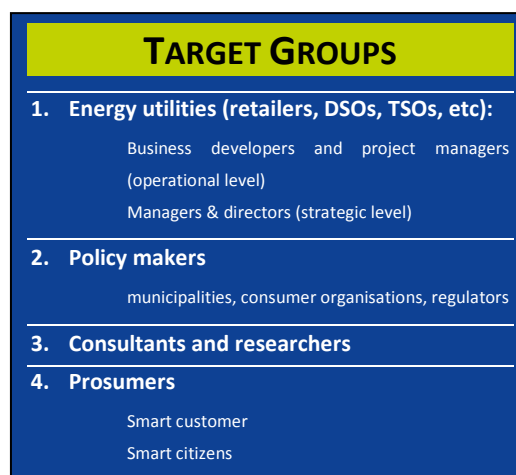 TARGET GROUPS
1. Energy utilities (retailers, DSOs, TSOs, etc):
Business developers and project managers
(operational level)
Managers & directors (strategic level)
2. Policy makers
municipalities, consumer organisations, regulators
3. Consultants and researchers
4. Prosumers
Smart customer
Smart citizens